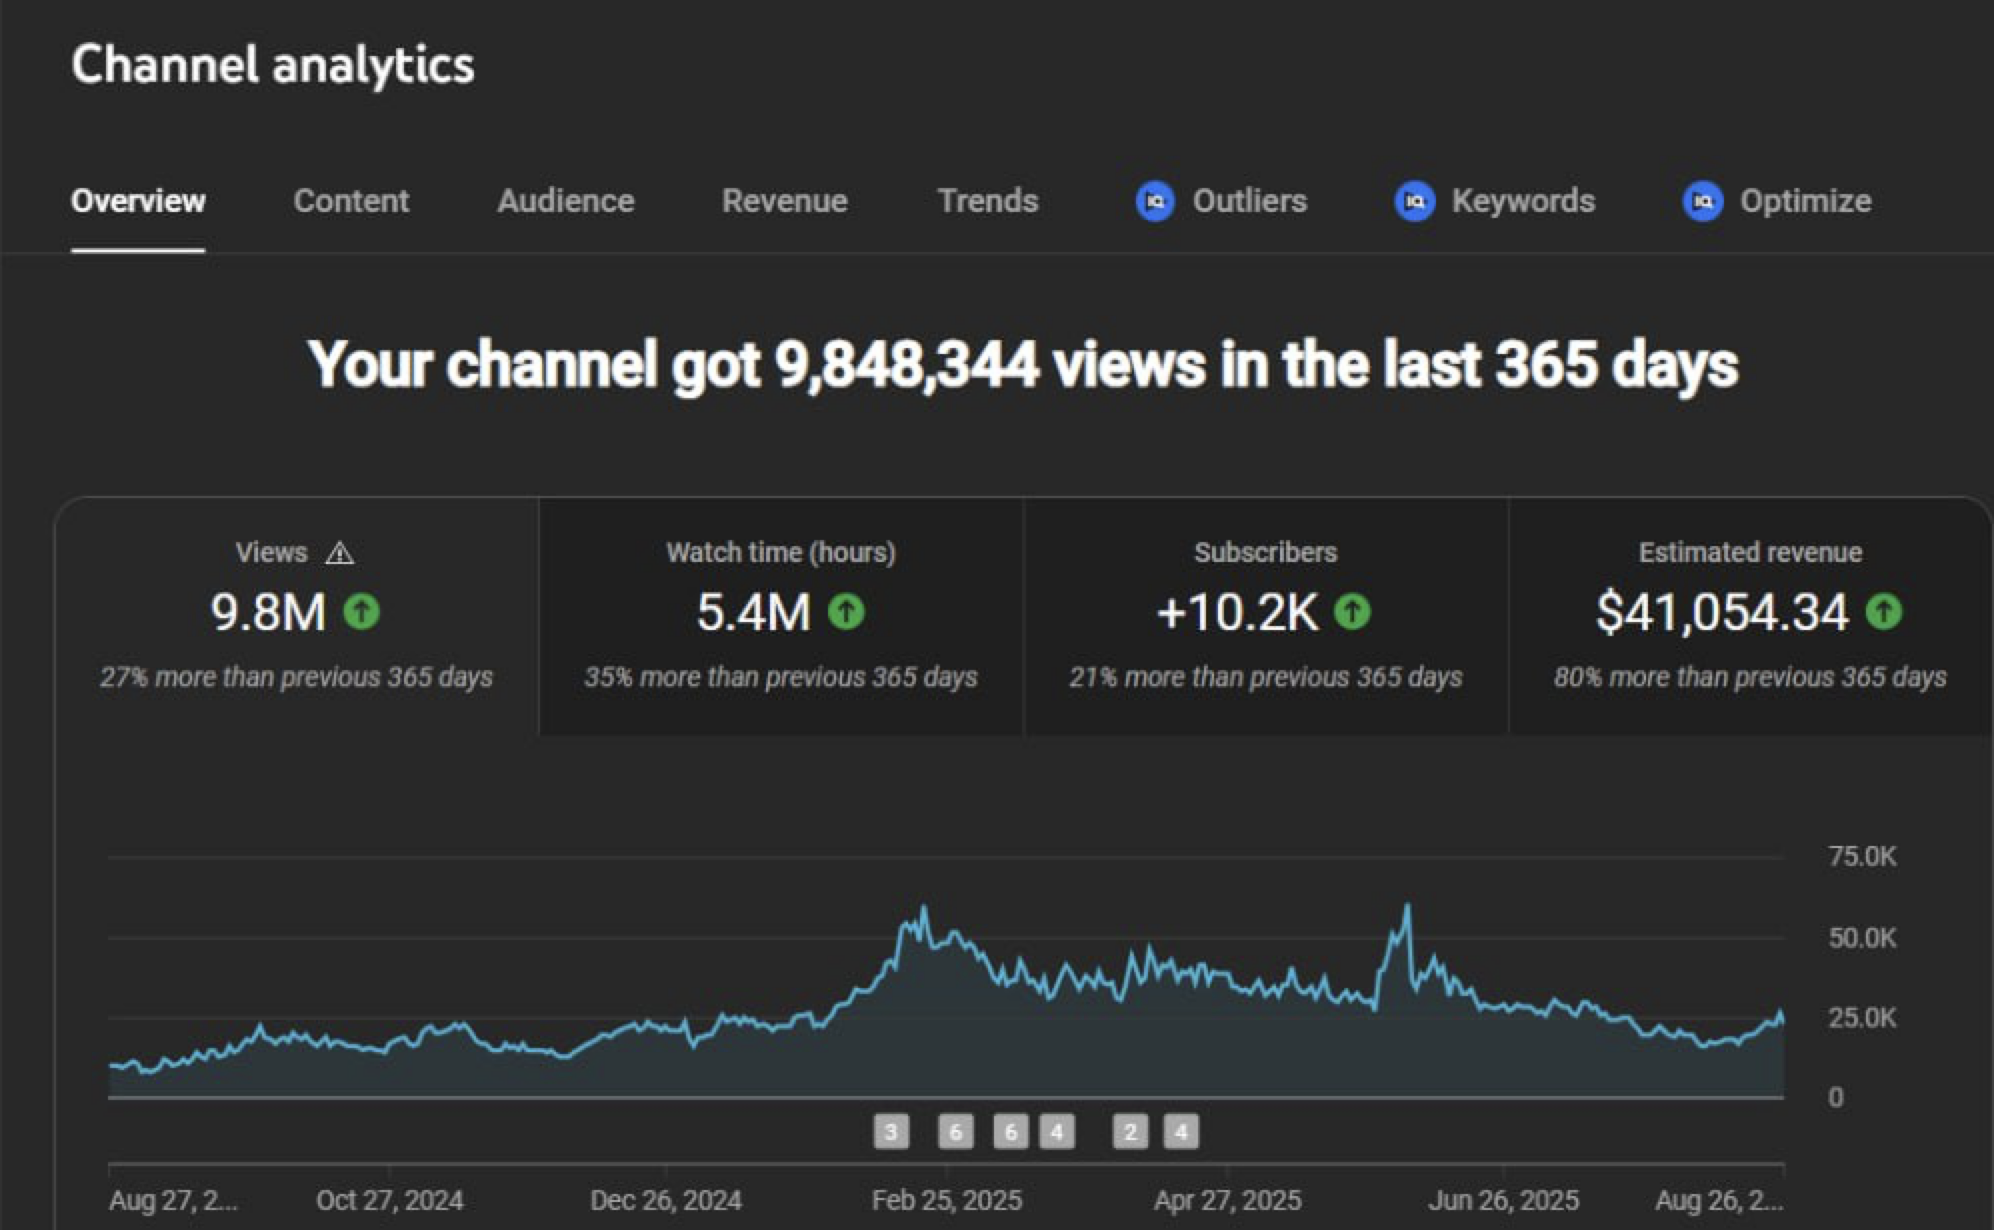 Channel analytics
Overview Content Audience Revenue Trends IQ Outliers IQ Keywords IQ Optimize
Your channel got 9,848,344 views in the last 365 days
Views Watch time (hours) Subscribers Estimated revenue
9.8M 5.4M +10.2K $41,054.34
27% more than previous 365 days 35% more than previous 365 days 21% more than previous 365 days 80% more than previous 365 days
75.0K
50.0K
25.0K
0
3 6 6 4 2 4
Aug 27, 2... Oct 27, 2024 Dec 26, 2024 Feb 25, 2025 Apr 27, 2025 Jun 26, 2025 Aug 26, 2...